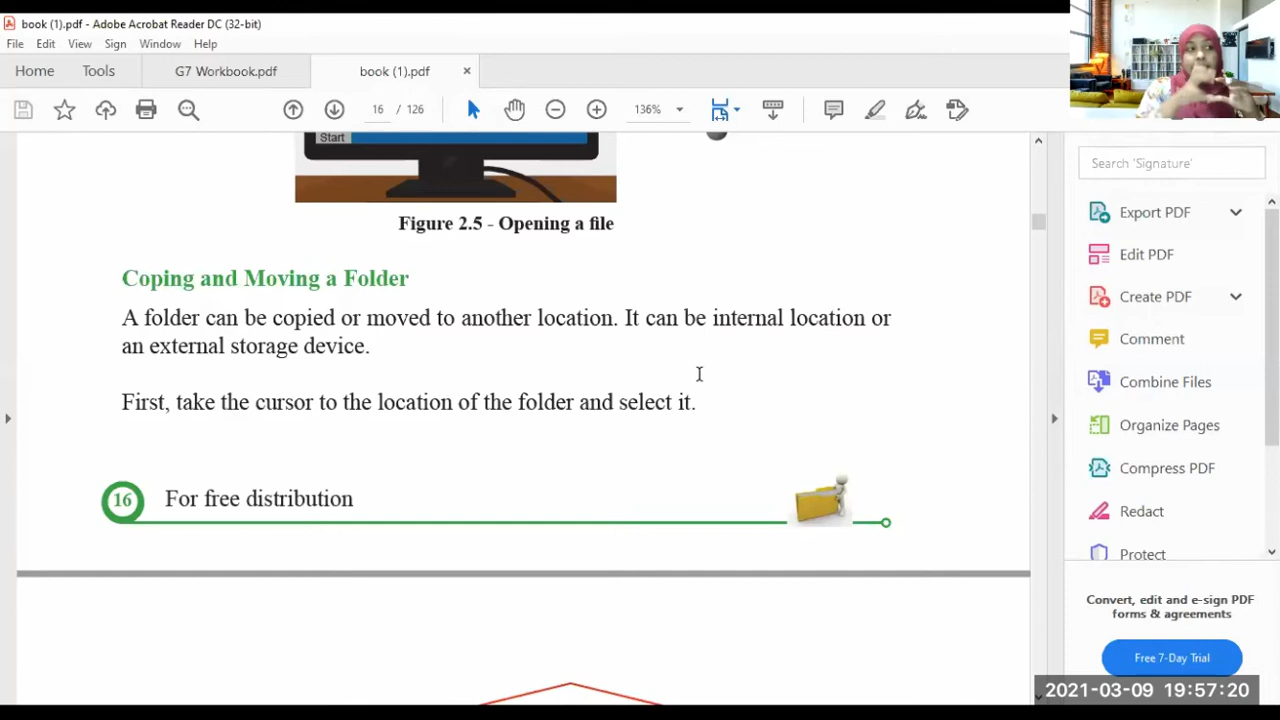 book (1).pdf - Adobe Acrobat Reader DC (32-bit)
File Edit View Sign Window Help
Home Tools G7 Workbook.pdf book (1).pdf ×
16 / 126 136%
Start
Figure 2.5 - Opening a file
Coping and Moving a Folder
A folder can be copied or moved to another location. It can be internal location or
an external storage device.
First, take the cursor to the location of the folder and select it.
16 For free distribution
Search 'Signature'
Export PDF
Edit PDF
Create PDF
Comment
Combine Files
Organize Pages
Compress PDF
Redact
Protect
Convert, edit and e-sign PDF
forms & agreements
Free 7-Day Trial
2021-03-09 19:57:20